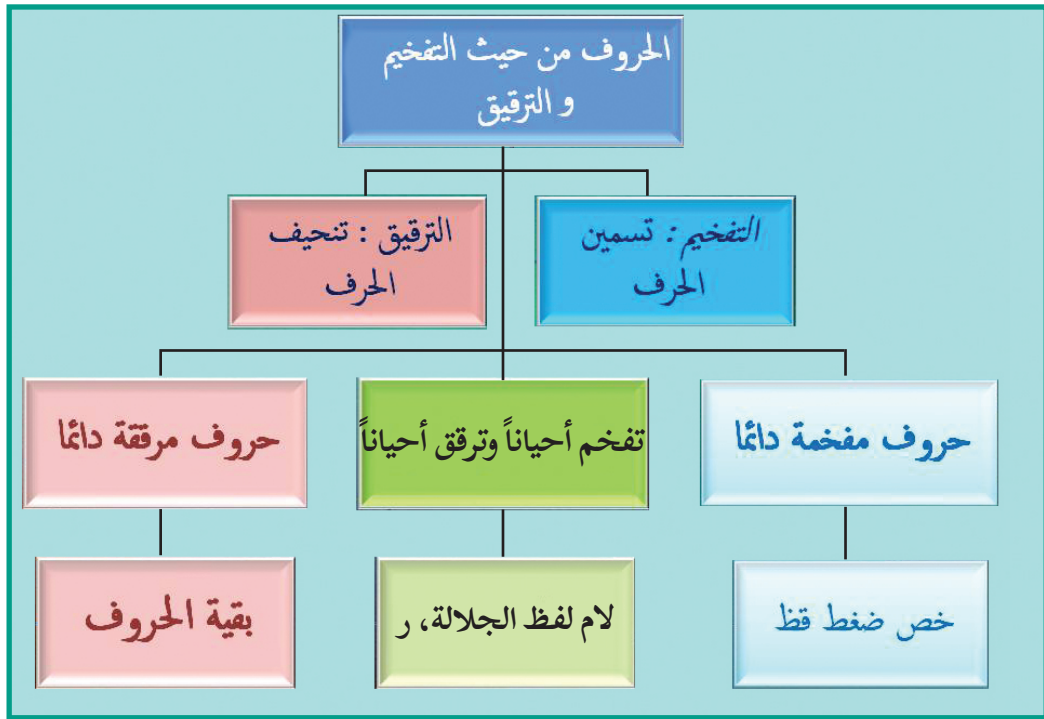 الحروف من حيث التفخيم
و الترقيق
التفخيم : تسمين
الحرف
الترقيق : تنحيف
الحرف
حروف مفخمة دائما
تفخم أحياناً وترقق أحياناً
حروف مرققة دائما
خص ضغط قظ
لام لفظ الجلالة، ر
بقية الحروف